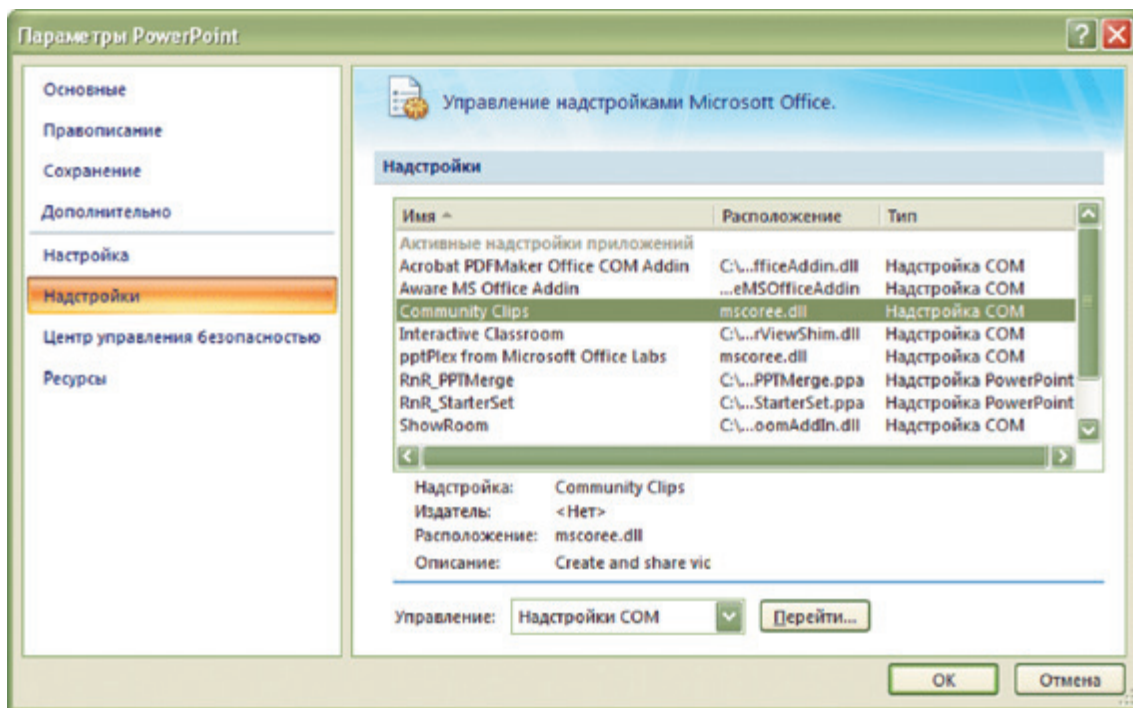 Параметры PowerPoint
Основные
Правописание
Сохранение
Дополнительно
Настройка
Надстройки
Центр управления безопасностью
Ресурсы
Управление надстройками Microsoft Office.
Надстройки
Имя Расположение Тип
Активные надстройки приложений
Acrobat PDFMaker Office COM Addin C:\...fficeAddin.dll Надстройка COM
Aware MS Office Addin ...eMSOfficeAddin Надстройка COM
Community Clips mscoree.dll Надстройка COM
Interactive Classroom C:\...rViewShim.dll Надстройка COM
pptPlex from Microsoft Office Labs mscoree.dll Надстройка COM
RnR_PPTMerge C:\...PPTMerge.ppa Надстройка PowerPoint
RnR_StarterSet C:\...StarterSet.ppa Надстройка PowerPoint
ShowRoom C:\...oomAddIn.dll Надстройка COM
Надстройка: Community Clips
Издатель: <Нет>
Расположение: mscoree.dll
Описание: Create and share vic
Управление: Надстройки COM Перейти...
OK Отмена